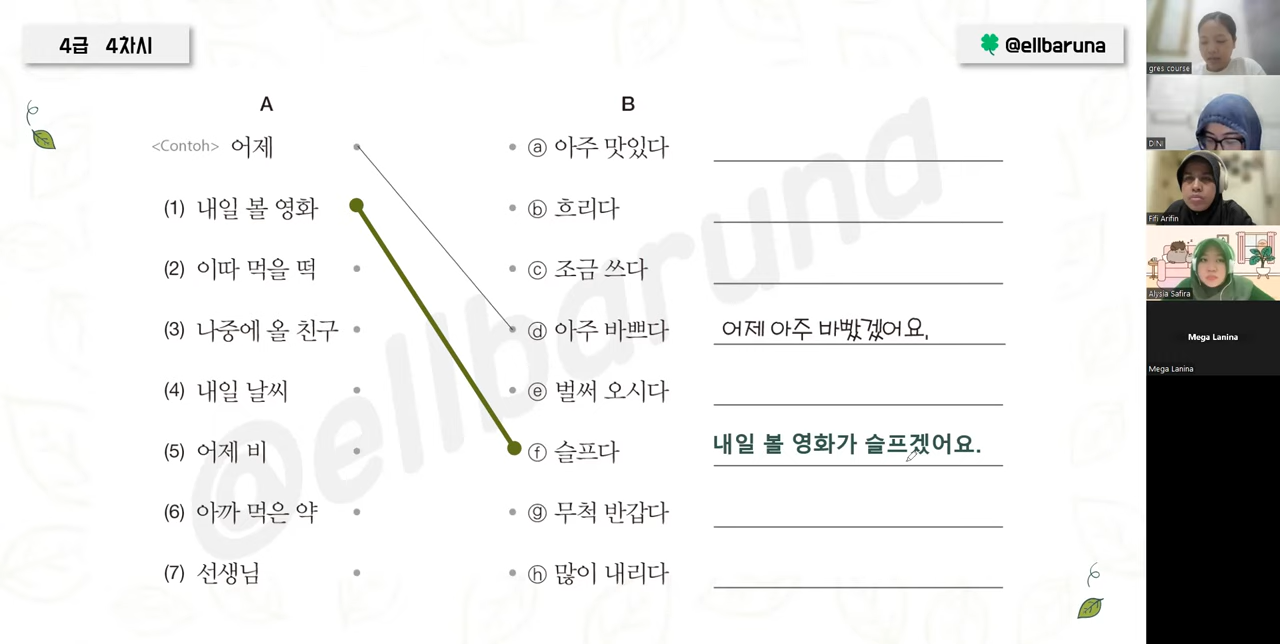 4급 4차시
@ellbaruna
A B
<Contoh> 어제 ⓐ 아주 맛있다
(1) 내일 볼 영화 ⓑ 흐리다
(2) 이따 먹을 떡 ⓒ 조금 쓰다
(3) 나중에 올 친구 ⓓ 아주 바쁘다 어제 아주 바빴겠어요.
(4) 내일 날씨 ⓔ 벌써 오시다
(5) 어제 비 ⓕ 슬프다 내일 볼 영화가 슬프겠어요.
(6) 아까 먹은 약 ⓖ 무척 반갑다
(7) 선생님 ⓗ 많이 내리다
@ellbaruna
gres course
DINI
Fifi Arifin
Alysia Safira
Mega Lanina
Mega Lanina